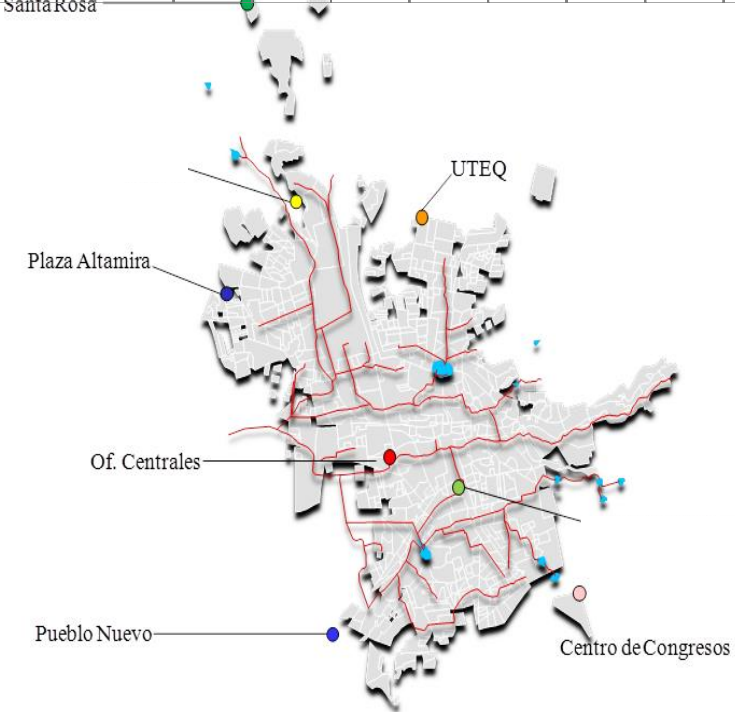 Santa Rosa
UTEQ
Plaza Altamira
Of. Centrales
Pueblo Nuevo
Centro de Congresos